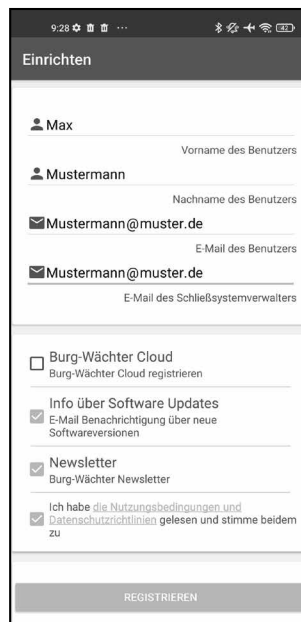 9:28 ...
42
Einrichten
Max
Vorname des Benutzers
Mustermann
Nachname des Benutzers
Mustermann@muster.de
E-Mail des Benutzers
Mustermann@muster.de
E-Mail des Schließsystemverwalters
Burg-Wächter Cloud
Burg-Wächter Cloud registrieren
Info über Software Updates
E-Mail Benachrichtigung über neue
Softwareversionen
Newsletter
Burg-Wächter Newsletter
Ich habe die Nutzungsbedingungen und
Datenschutzrichtlinien gelesen und stimme beidem
zu
REGISTRIEREN